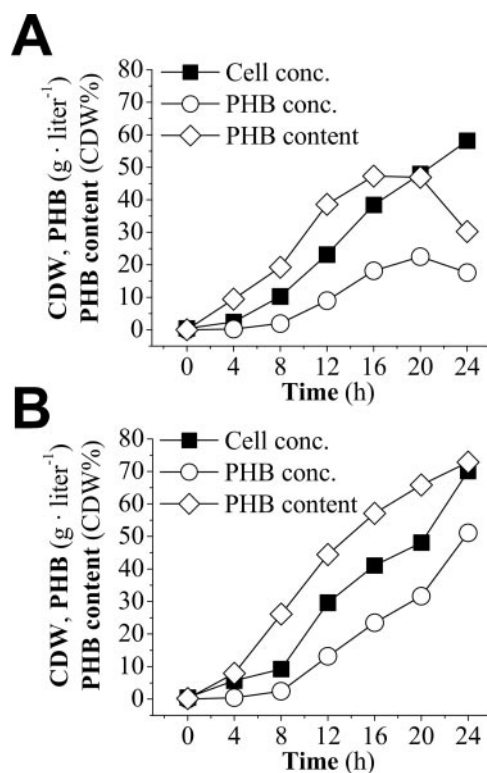 A
80
70
60
50
40
30
20
10
0
CDW, PHB (g · liter⁻¹)
PHB content (CDW%)
Cell conc.
PHB conc.
PHB content
0 4 8 12 16 20 24
Time (h)
B
80
70
60
50
40
30
20
10
0
CDW, PHB (g · liter⁻¹)
PHB content (CDW%)
Cell conc.
PHB conc.
PHB content
0 4 8 12 16 20 24
Time (h)